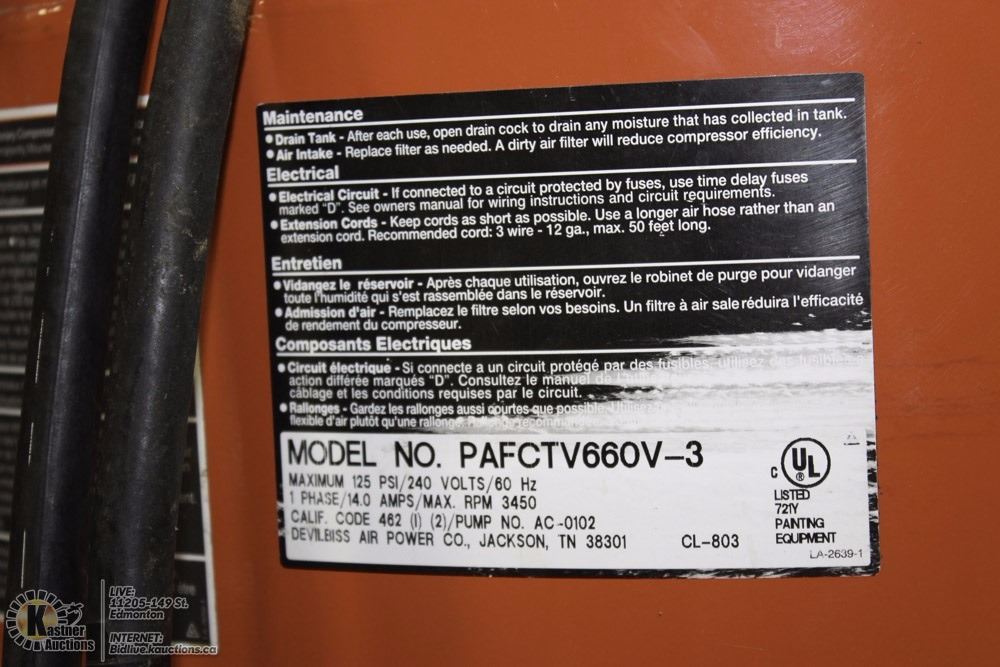 Maintenance
• Drain Tank - After each use, open drain cock to drain any moisture that has collected in tank.
• Air Intake - Replace filter as needed. A dirty air filter will reduce compressor efficiency.
Electrical
• Electrical Circuit - If connected to a circuit protected by fuses, use time delay fuses
marked "D". See owners manual for wiring instructions and circuit requirements.
• Extension Cords - Keep cords as short as possible. Use a longer air hose rather than an
extension cord. Recommended cord: 3 wire - 12 ga., max. 50 feet long.
Entretien
• Vidangez le réservoir - Après chaque utilisation, ouvrez le robinet de purge pour vidanger
toute l'humidité qui s'est rassemblée dans le réservoir.
• Admission d'air - Remplacez le filtre selon vos besoins. Un filtre à air sale réduira l'efficacité
de rendement du compresseur.
Composants Electriques
• Circuit électrique - Si connecte a un circuit protégé par des fusibles, utilisez des fusibles a
action différée marqués "D". Consultez le manuel de
câblage et les conditions requises par le circuit.
• Rallonges - Gardez les rallonges aussi courtes que possible. Utilisez
flexible d'air plutôt qu'une rallonge. Rallonge recommandée
MODEL NO. PAFCTV660V-3
MAXIMUM 125 PSI/240 VOLTS/60 Hz
1 PHASE/14.0 AMPS/MAX. RPM 3450
CALIF. CODE 462 (l) (2)/PUMP NO. AC-0102
DEVILBISS AIR POWER CO., JACKSON, TN 38301 CL-803
C UL
LISTED
721Y
PAINTING
EQUIPMENT
LA-2639-1
Kastner
Auctions
LIVE:
11205-149 St.
Edmonton
INTERNET:
Bidlive.kauctions.ca